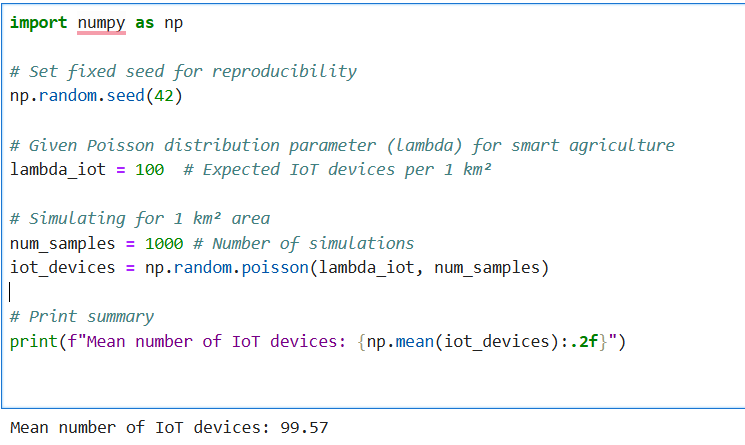 import numpy as np
# Set fixed seed for reproducibility
np.random.seed(42)
# Given Poisson distribution parameter (lambda) for smart agriculture
lambda_iot = 100  # Expected IoT devices per 1 km²
# Simulating for 1 km² area
num_samples = 1000 # Number of simulations
iot_devices = np.random.poisson(lambda_iot, num_samples)
# Print summary
print(f"Mean number of IoT devices: {np.mean(iot_devices):.2f}")
Mean number of IoT devices: 99.57